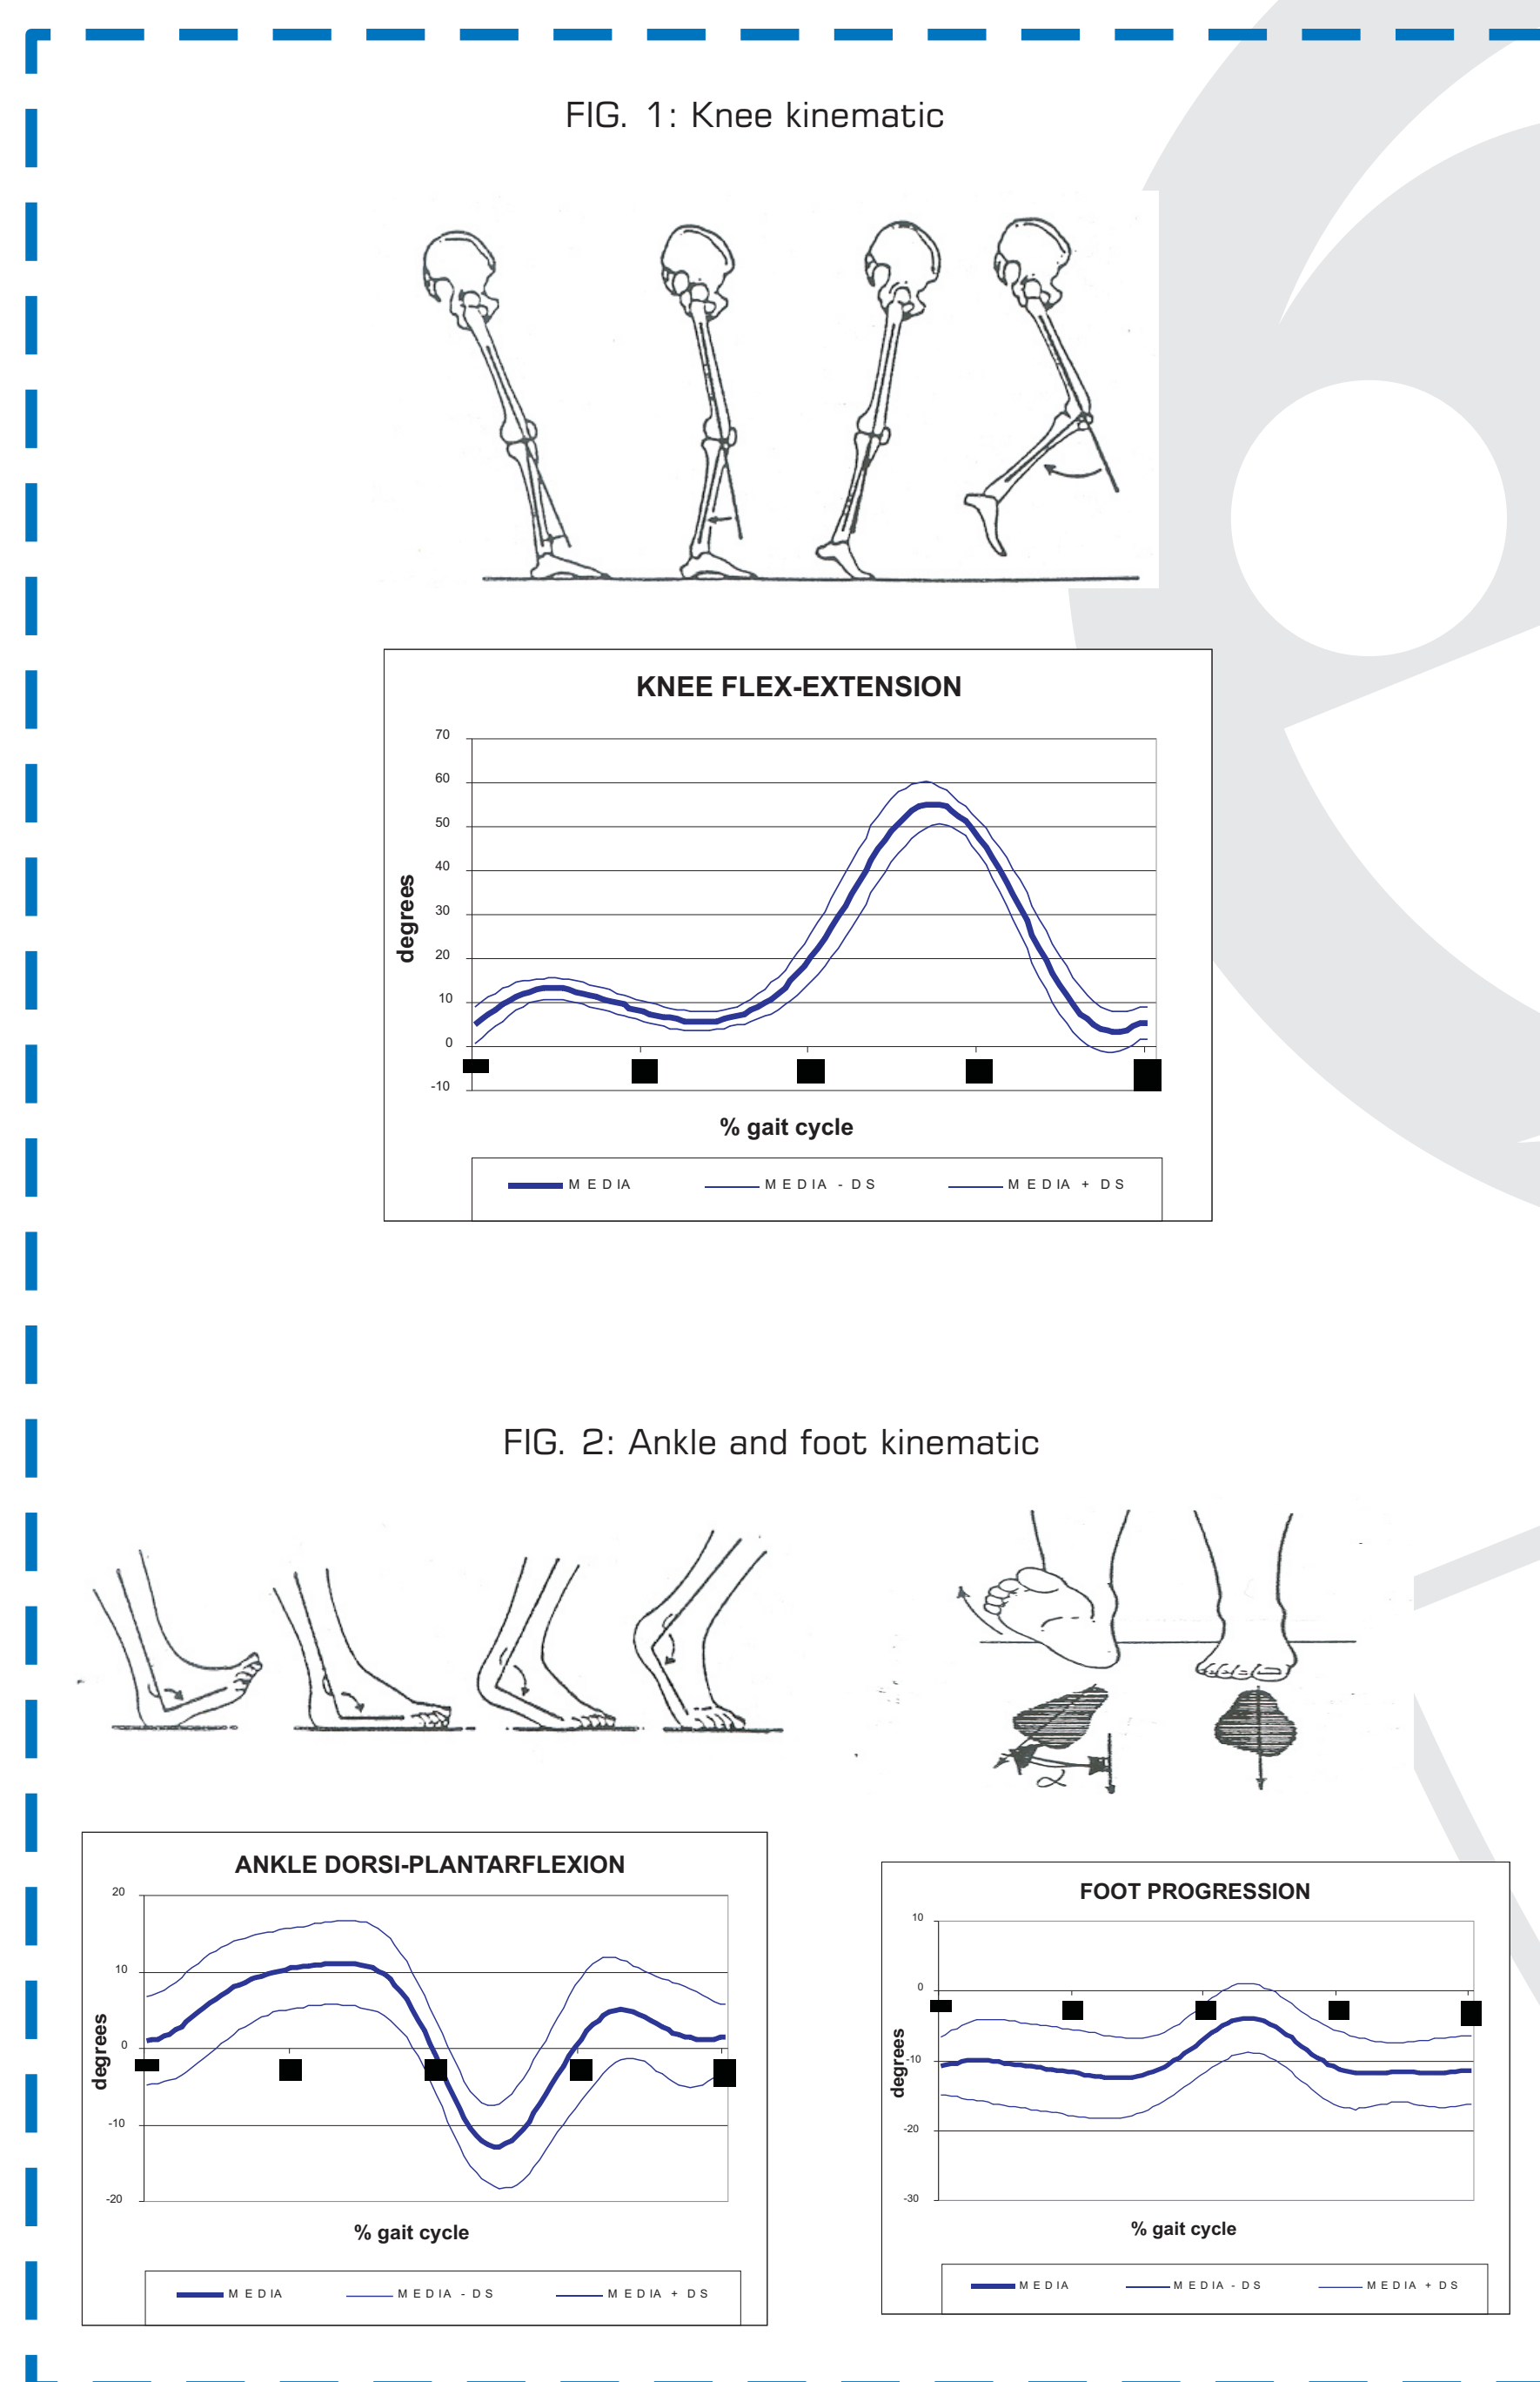 FIG. 1: Knee kinematic
KNEE FLEX-EXTENSION
70
60
50
40
30
20
10
0
-10
degrees
% gait cycle
MEDIA MEDIA - DS MEDIA + DS
FIG. 2: Ankle and foot kinematic
α
ANKLE DORSI-PLANTARFLEXION
20
10
0
-10
-20
degrees
% gait cycle
MEDIA MEDIA - DS MEDIA + DS
FOOT PROGRESSION
10
0
-10
-20
-30
degrees
% gait cycle
MEDIA MEDIA - DS MEDIA + DS